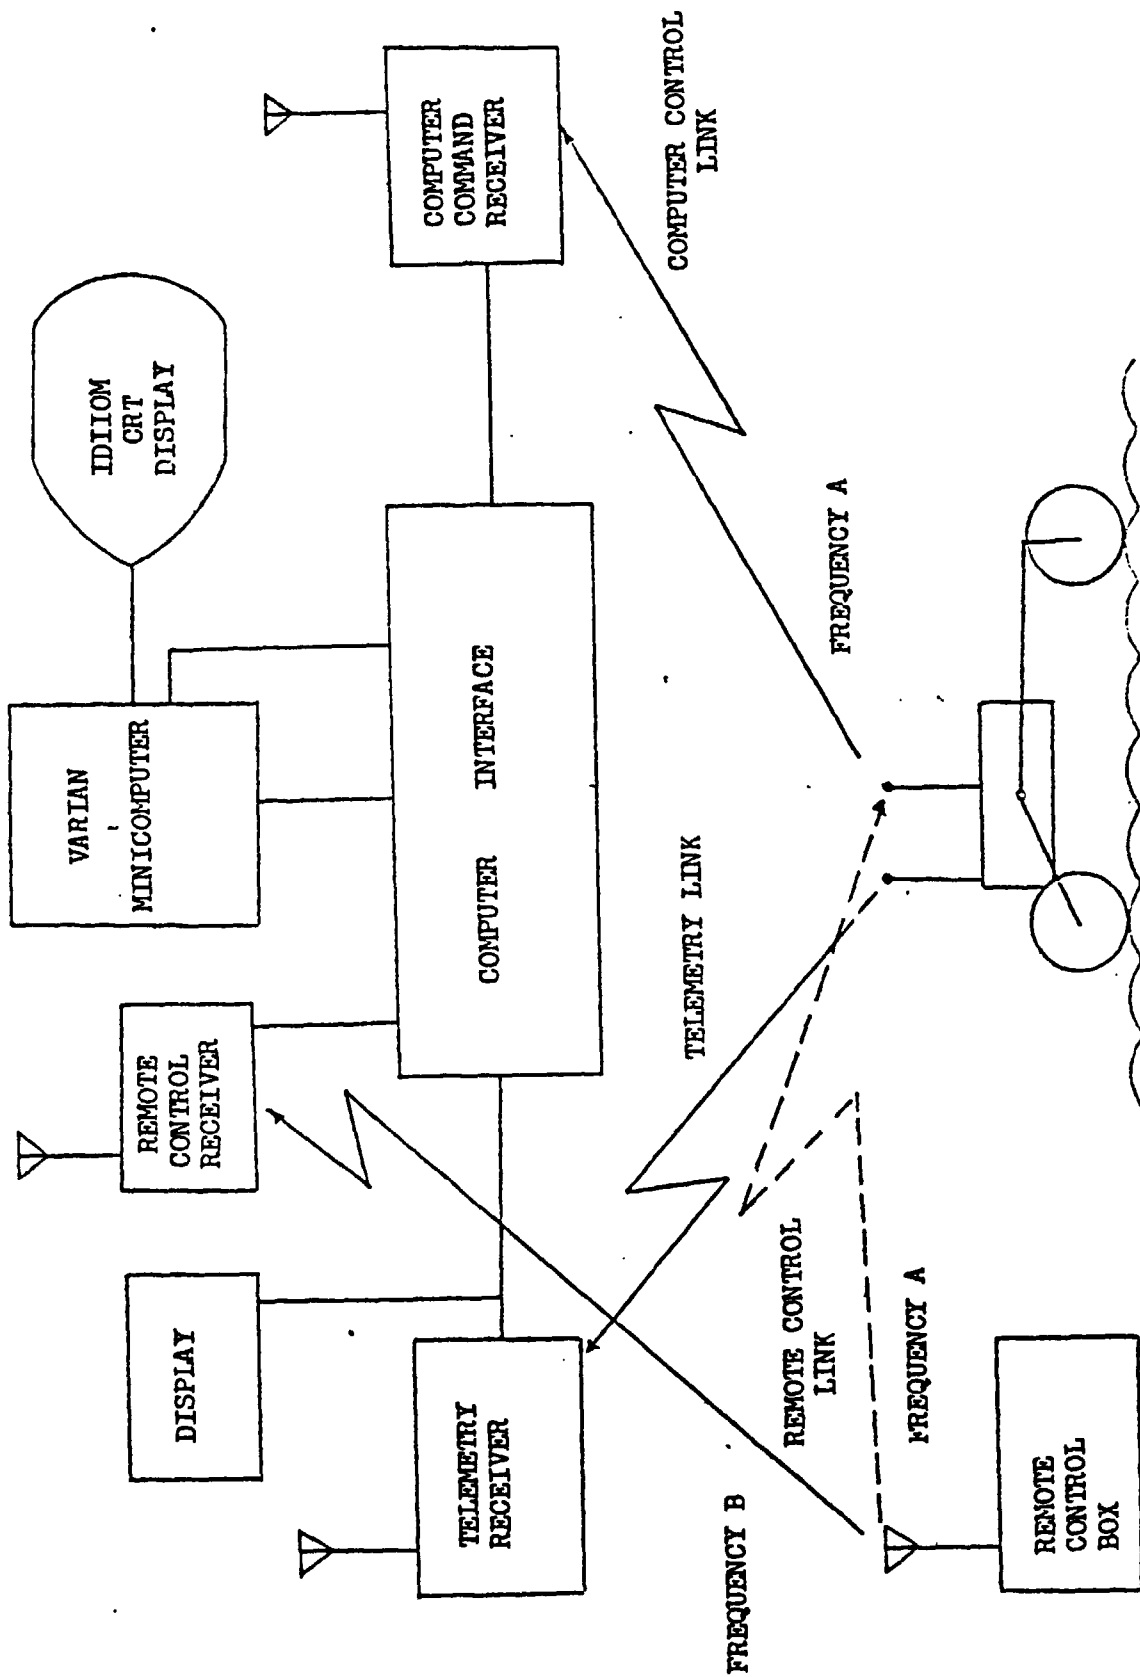 IDIIOM
CRT
DISPLAY
VARIAN
MINICOMPUTER
REMOTE
CONTROL
RECEIVER
DISPLAY
TELEMETRY
RECEIVER
COMPUTER INTERFACE
COMPUTER
COMMAND
RECEIVER
COMPUTER CONTROL
LINK
FREQUENCY A
TELEMETRY LINK
REMOTE CONTROL
LINK
FREQUENCY A
FREQUENCY B
REMOTE
CONTROL
BOX